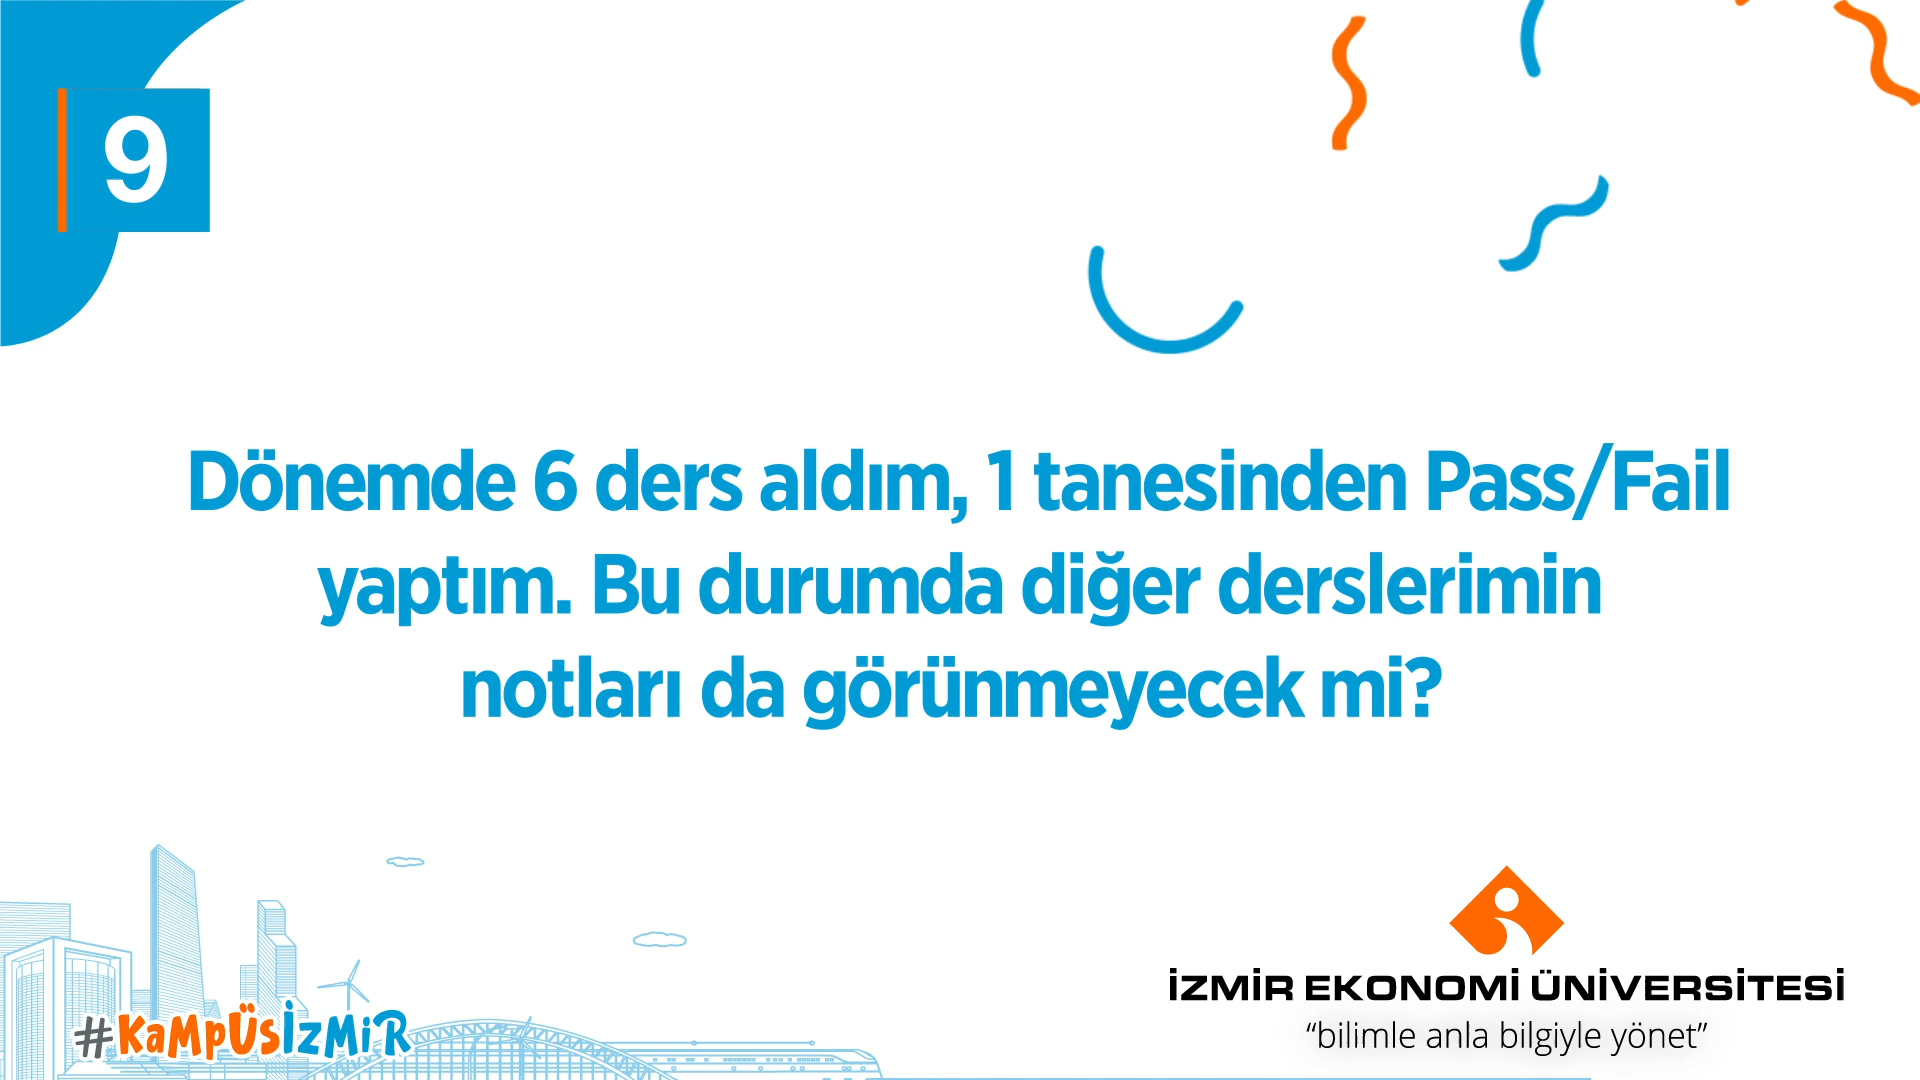 9
Dönemde 6 ders aldım, 1 tanesinden Pass/Fail
yaptım. Bu durumda diğer derslerimin
notları da görünmeyecek mi?
#KaMPÜSİZMİR
İZMİR EKONOMİ ÜNİVERSİTESİ
“bilimle anla bilgiyle yönet”